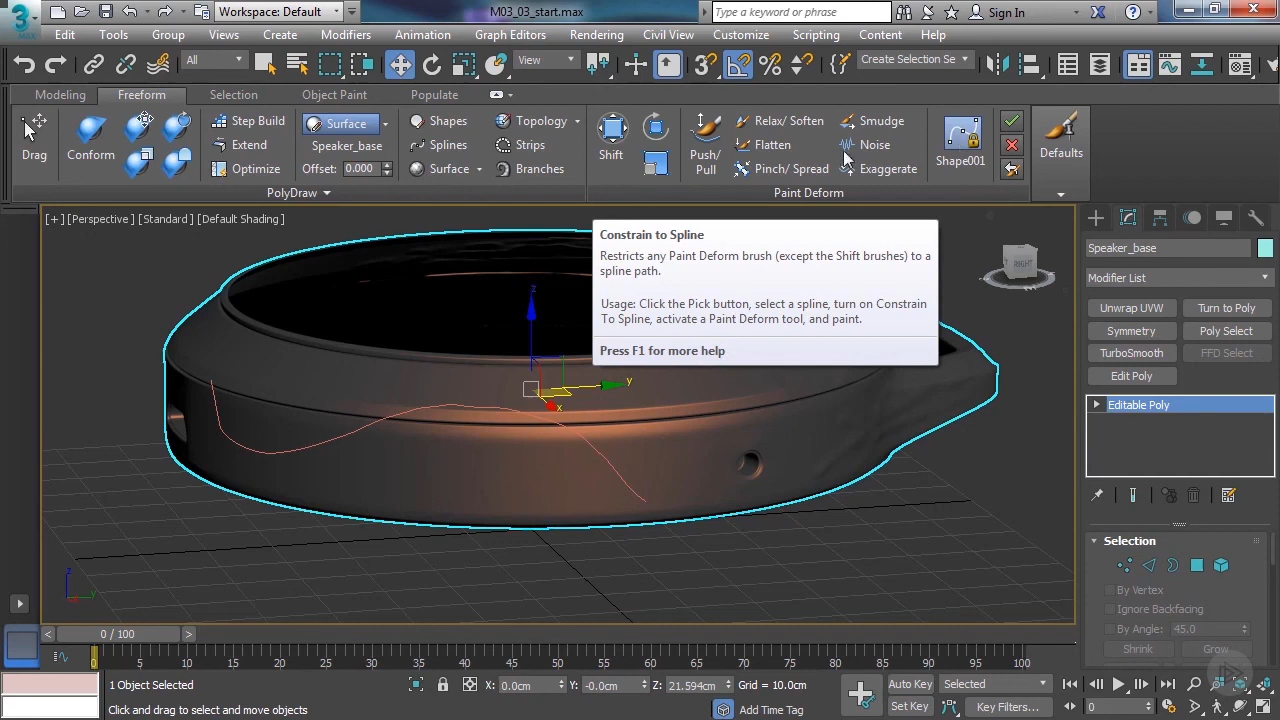 3
MAX
Workspace: Default
M03_03_start.max
Type a keyword or phrase
Sign In
Edit Tools Group Views Create Modifiers Animation Graph Editors Rendering Civil View Customize Scripting Content Help
All
View
Create Selection Se
Modeling Freeform Selection Object Paint Populate
Drag
Conform
Step Build
Extend
Optimize
Surface
Speaker_base
Offset: 0.000
Shapes
Splines
Surface
Topology
Strips
Branches
PolyDraw
Shift
Push/
Pull
Relax/ Soften
Flatten
Pinch/ Spread
Smudge
Noise
Exaggerate
Shape001
Paint Deform
Defaults
[+] [Perspective] [Standard] [Default Shading]
Constrain to Spline
Restricts any Paint Deform brush (except the Shift brushes) to a
spline path.
Usage: Click the Pick button, select a spline, turn on Constrain
To Spline, activate a Paint Deform tool, and paint.
Press F1 for more help
RIGHT
z
y
x
z
y
Speaker_base
Modifier List
Unwrap UVW Turn to Poly
Symmetry Poly Select
TurboSmooth FFD Select
Edit Poly
Editable Poly
Selection
By Vertex
Ignore Backfacing
By Angle: 45.0
Shrink Grow
< 0 / 100 >
0 5 10 15 20 25 30 35 40 45 50 55 60 65 70 75 80 85 90 95 100
1 Object Selected
X: 0.0cm Y: -0.0cm Z: 21.594cm Grid = 10.0cm
Auto Key Selected
Click and drag to select and move objects
Add Time Tag
Set Key
Key Filters...
0